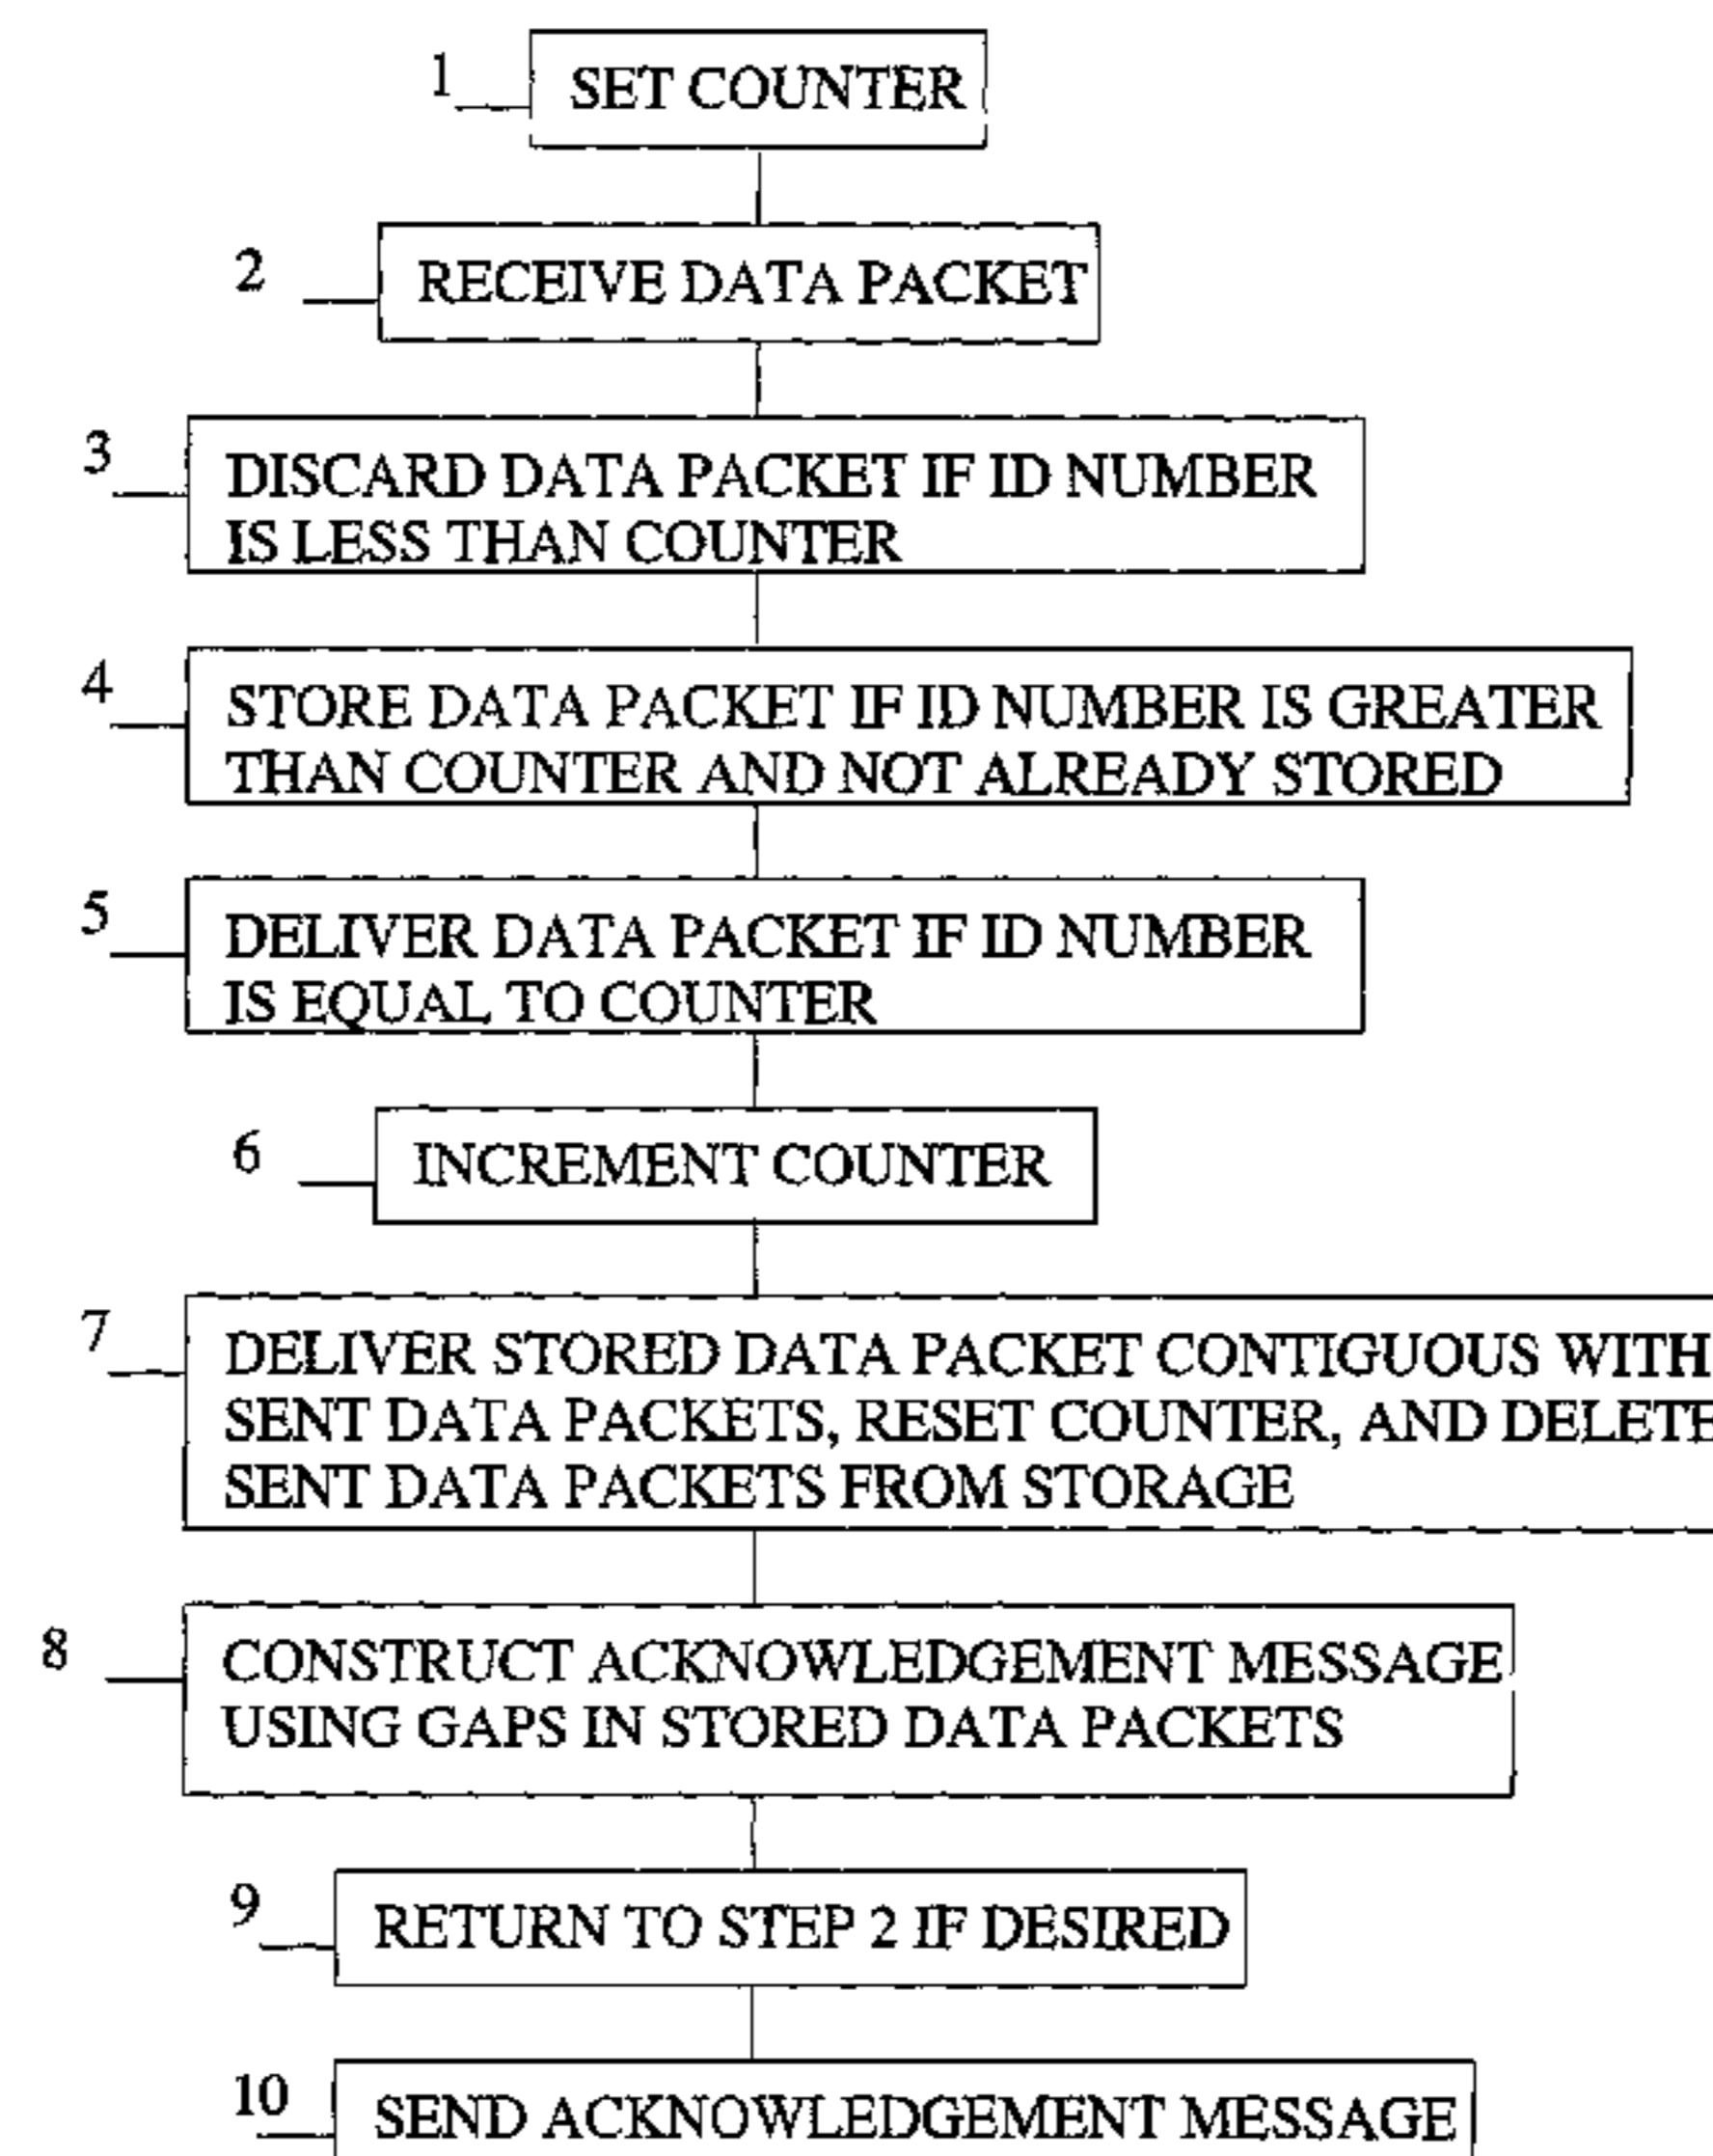 1 SET COUNTER
2 RECEIVE DATA PACKET
3 DISCARD DATA PACKET IF ID NUMBER
IS LESS THAN COUNTER
4 STORE DATA PACKET IF ID NUMBER IS GREATER
THAN COUNTER AND NOT ALREADY STORED
5 DELIVER DATA PACKET IF ID NUMBER
IS EQUAL TO COUNTER
6 INCREMENT COUNTER
7 DELIVER STORED DATA PACKET CONTIGUOUS WITH
SENT DATA PACKETS, RESET COUNTER, AND DELETE
SENT DATA PACKETS FROM STORAGE
8 CONSTRUCT ACKNOWLEDGEMENT MESSAGE
USING GAPS IN STORED DATA PACKETS
9 RETURN TO STEP 2 IF DESIRED
10 SEND ACKNOWLEDGEMENT MESSAGE